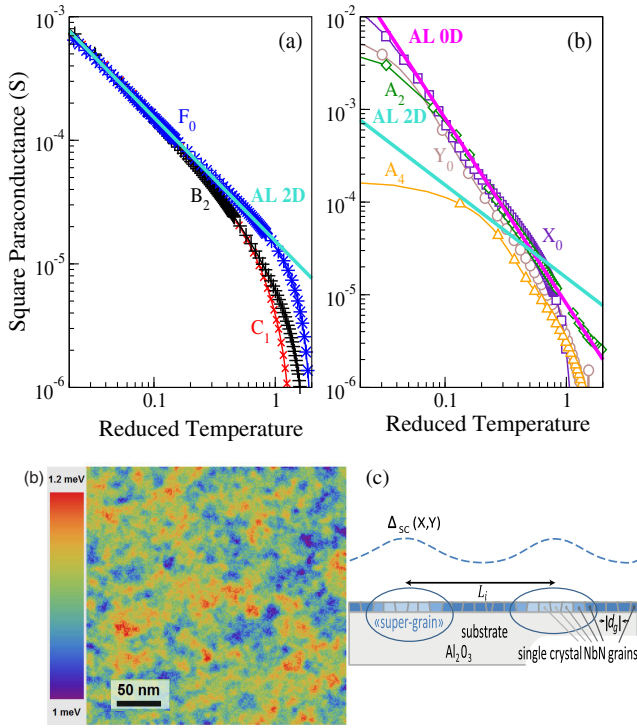 (a)
(b)
10⁻³
10⁻⁴
10⁻⁵
10⁻⁶
Square Paraconductance (S)
F₀
AL 2D
B₂
C₁
0.1
1
Reduced Temperature
10⁻²
10⁻³
10⁻⁴
10⁻⁵
10⁻⁶
AL 0D
A₂
AL 2D
Y₀
A₄
X₀
0.1
1
Reduced Temperature
(b)
1.2 meV
1 meV
50 nm
(c)
Δ_SC (X,Y)
L_i
«super-grain»
substrate
Al₂O₃
|d_g|
single crystal NbN grains